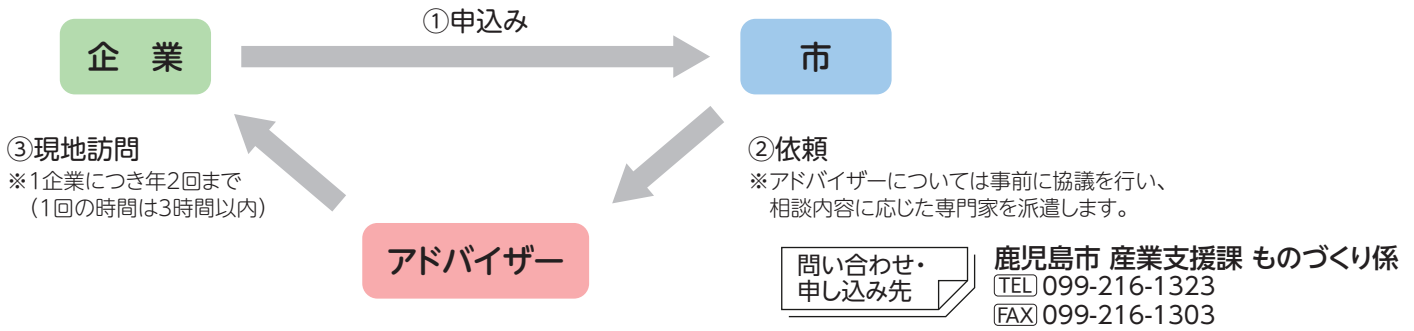 ①申込み
企　業
市
③現地訪問
※1企業につき年2回まで
（1回の時間は3時間以内）
②依頼
※アドバイザーについては事前に協議を行い、
相談内容に応じた専門家を派遣します。
アドバイザー
問い合わせ・
申し込み先
鹿児島市 産業支援課 ものづくり係
TEL 099-216-1323
FAX 099-216-1303